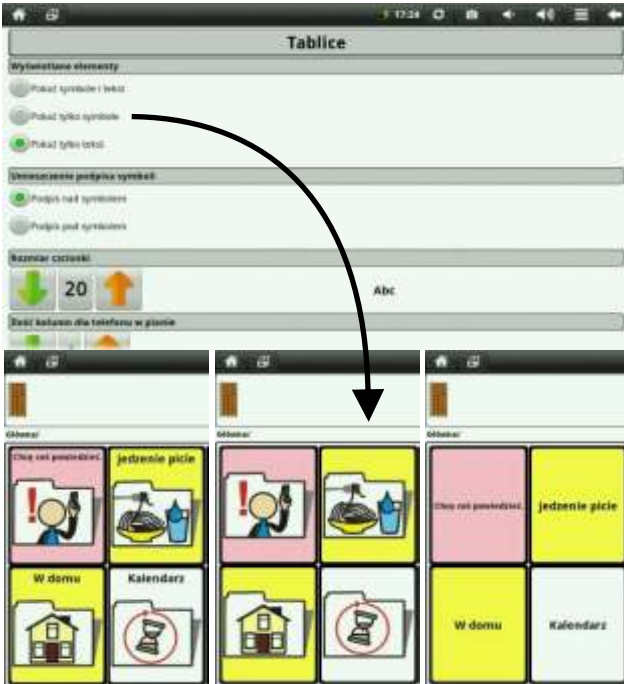 17:24
Tablice
Wyświetlane elementy
Pokaż symbole i tekst
Pokaż tylko symbole
Pokaż tylko tekst
Umieszczenie podpisu symboli
Podpis nad symbolem
Podpis pod symbolem
Rozmiar czcionki
20
Abc
Ilość kolumn dla telefonu w pionie
Główna/
Chcę coś powiedzieć.
jedzenie picie
W domu
Kalendarz
Główna/
Główna/
Chcę coś powiedzieć.
jedzenie picie
W domu
Kalendarz